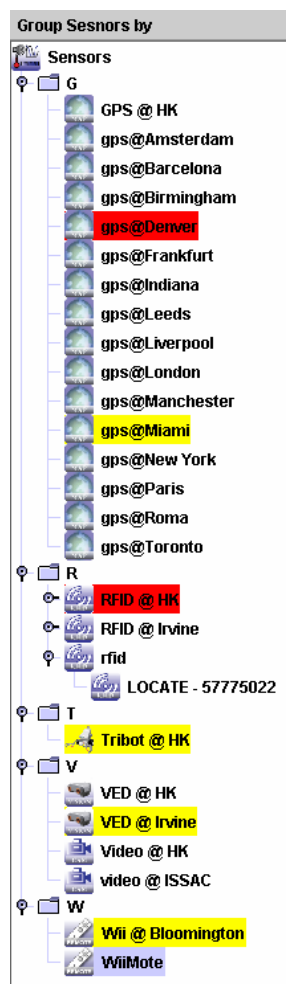 Group Sesnors by
Sensors
G
GPS @ HK
gps@Amsterdam
gps@Barcelona
gps@Birmingham
gps@Denver
gps@Frankfurt
gps@Indiana
gps@Leeds
gps@Liverpool
gps@London
gps@Manchester
gps@Miami
gps@New York
gps@Paris
gps@Roma
gps@Toronto
R
RFID @ HK
RFID @ Irvine
rfid
LOCATE - 57775022
T
Tribot @ HK
V
VED @ HK
VED @ Irvine
Video @ HK
video @ ISSAC
W
Wii @ Bloomington
WiiMote